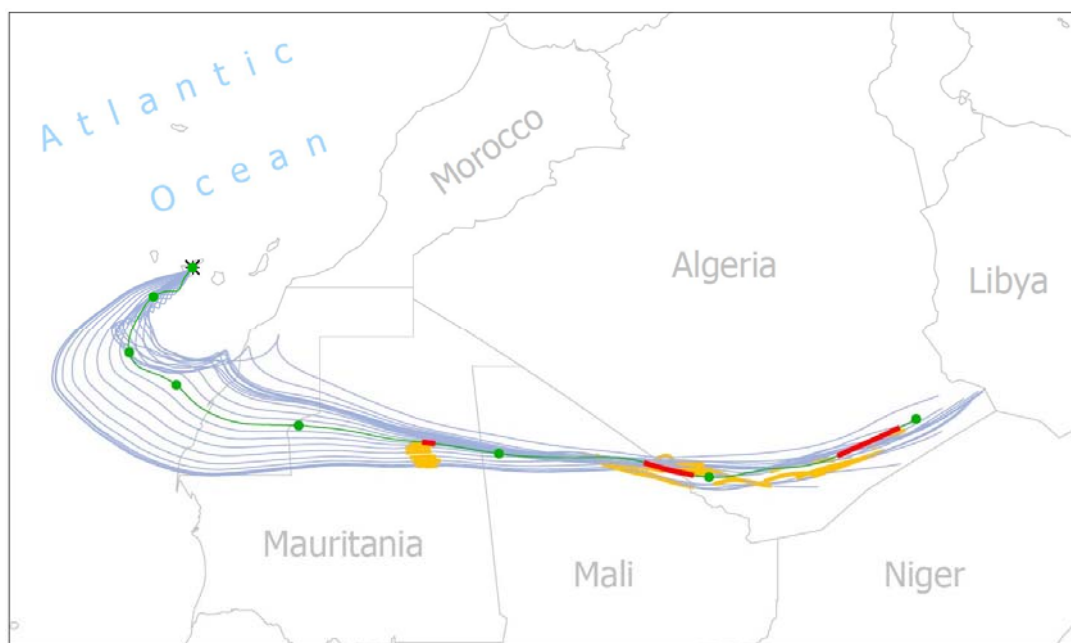 Atlantic
Ocean
Morocco
Algeria
Libya
Mauritania
Mali
Niger